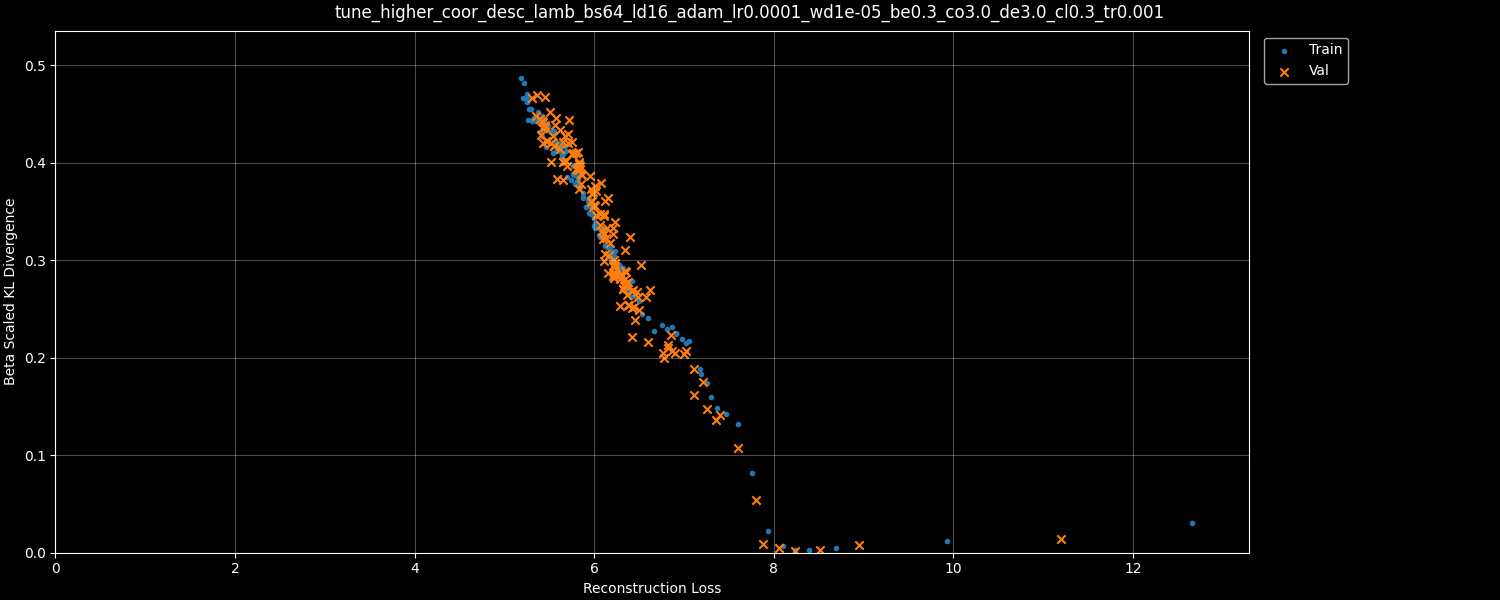 tune_higher_coor_desc_lamb_bs64_ld16_adam_lr0.0001_wd1e-05_be0.3_co3.0_de3.0_cl0.3_tr0.001
Train
Val
0.5
0.4
0.3
0.2
0.1
0.0
Beta Scaled KL Divergence
0
2
4
6
8
10
12
Reconstruction Loss